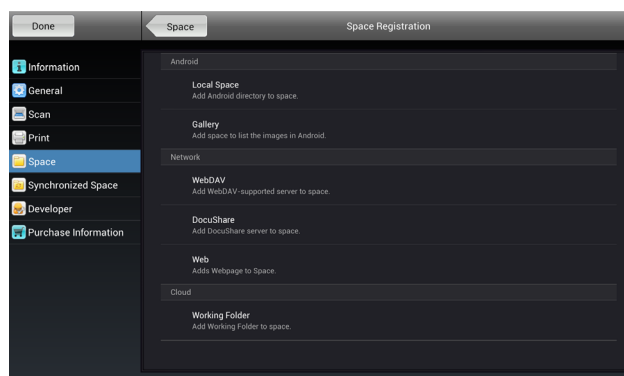 Done
Space
Space Registration
Information
General
Scan
Print
Space
Synchronized Space
Developer
Purchase Information
Android
Local Space
Add Android directory to space.
Gallery
Add space to list the images in Android.
Network
WebDAV
Add WebDAV-supported server to space.
DocuShare
Add DocuShare server to space.
Web
Adds Webpage to Space.
Cloud
Working Folder
Add Working Folder to space.